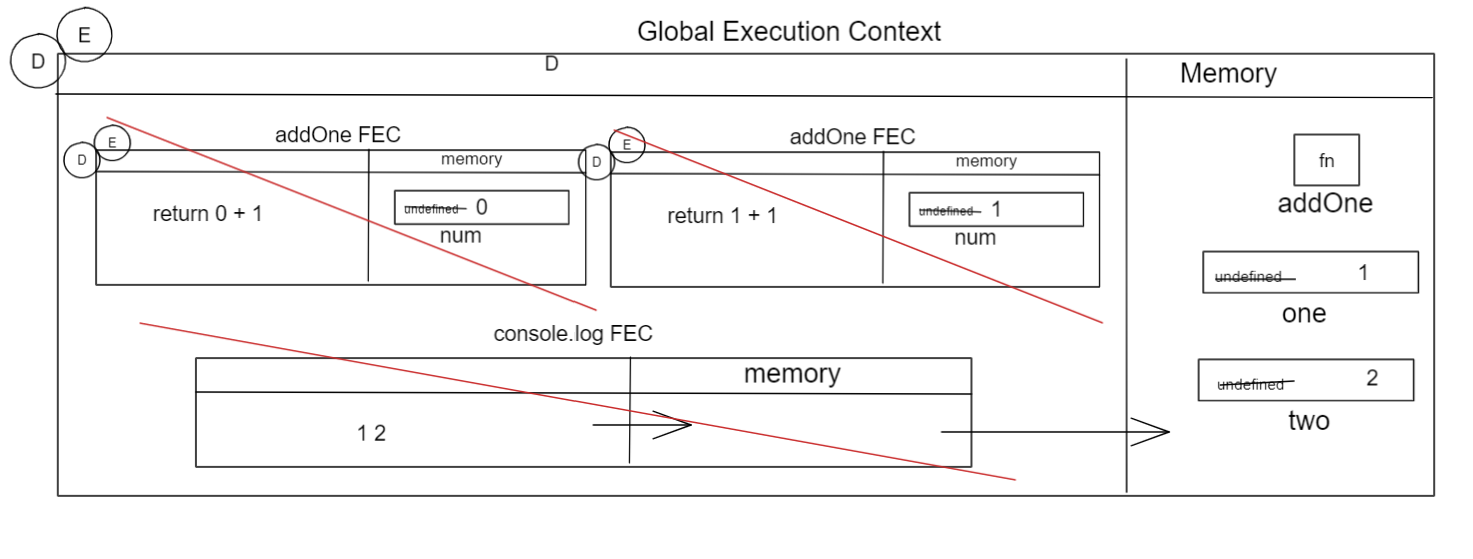 Global Execution Context
E
D
D
Memory
addOne FEC
E
D
memory
return 0 + 1
undefined 0
num
addOne FEC
E
D
memory
return 1 + 1
undefined 1
num
console.log FEC
memory
1 2
fn
addOne
undefined 1
one
undefined 2
two